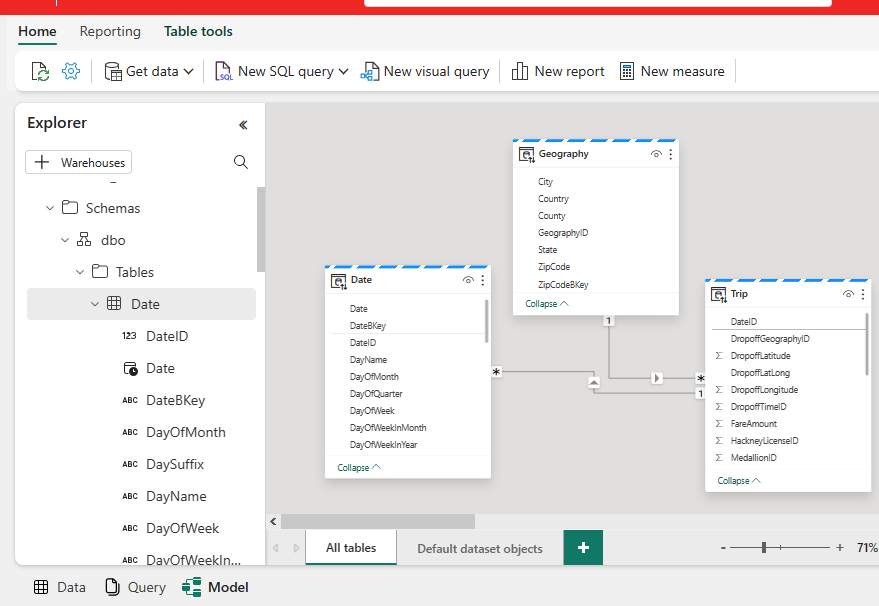 Home Reporting Table tools
Get data New SQL query New visual query New report New measure
Explorer
Warehouses
Schemas
dbo
Tables
Date
123 DateID
Date
ABC DateBKey
ABC DayOfMonth
ABC DaySuffix
ABC DayName
ABC DayOfWeek
ABC DayOfWeekIn...
Geography
City
Country
County
GeographyID
State
ZipCode
ZipCodeBKey
Collapse
Date
Date
DateBKey
DateID
DayName
DayOfMonth
DayOfQuarter
DayOfWeek
DayOfWeekInMonth
DayOfWeekInYear
Collapse
Trip
DateID
DropoffGeographyID
Σ DropoffLatitude
DropoffLatLong
Σ DropoffLongitude
Σ DropoffTimeID
Σ FareAmount
Σ HackneyLicenseID
Σ MedallionID
Collapse
1
*
*
1
All tables Default dataset objects + - + 71%
Data Query Model